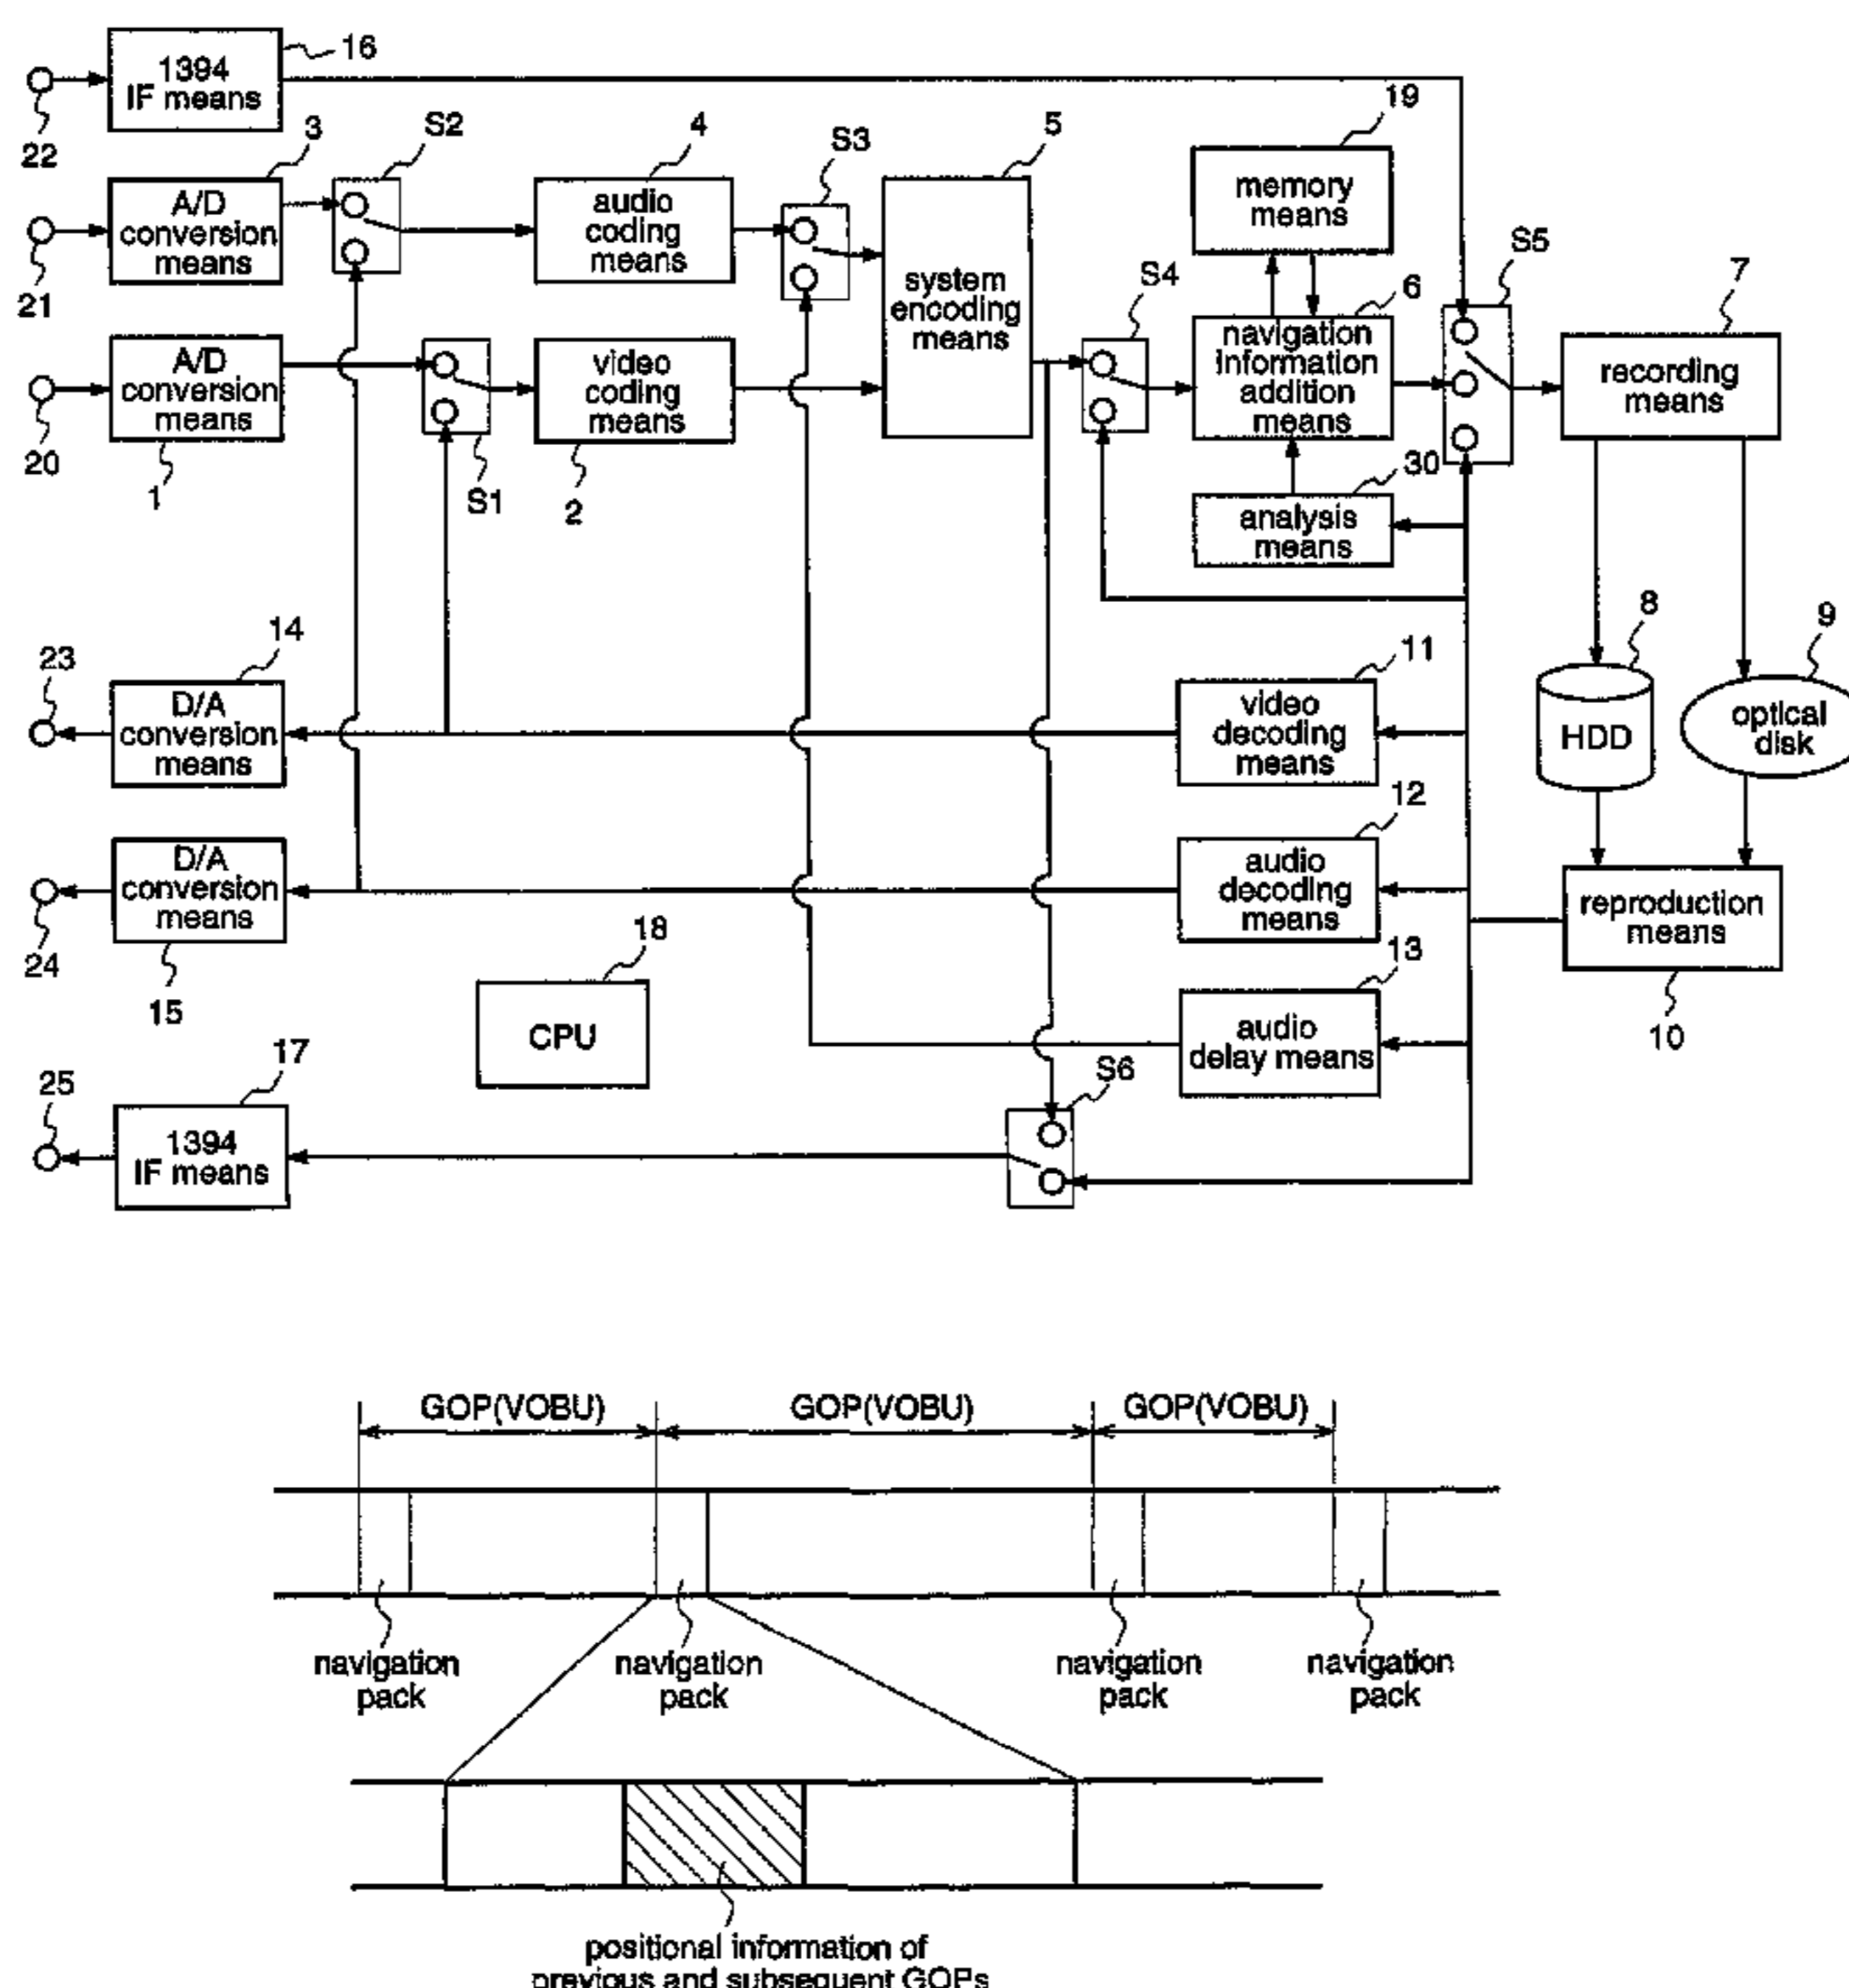 16
1394
IF means
22
3
S2
4
S3
5
19
A/D
conversion
means
21
audio
coding
means
system
encoding
means
memory
means
S4
6
S5
7
A/D
conversion
means
20
1
S1
video
coding
means
2
navigation
information
addition
means
recording
means
30
analysis
means
14
23
D/A
conversion
means
11
video
decoding
means
8
HDD
9
optical
disk
12
D/A
conversion
means
24
15
audio
decoding
means
reproduction
means
10
18
CPU
13
audio
delay means
17
25
1394
IF means
S6
GOP(VOBU)
GOP(VOBU)
GOP(VOBU)
navigation
pack
navigation
pack
navigation
pack
navigation
pack
positional information of
previous and subsequent GOPs